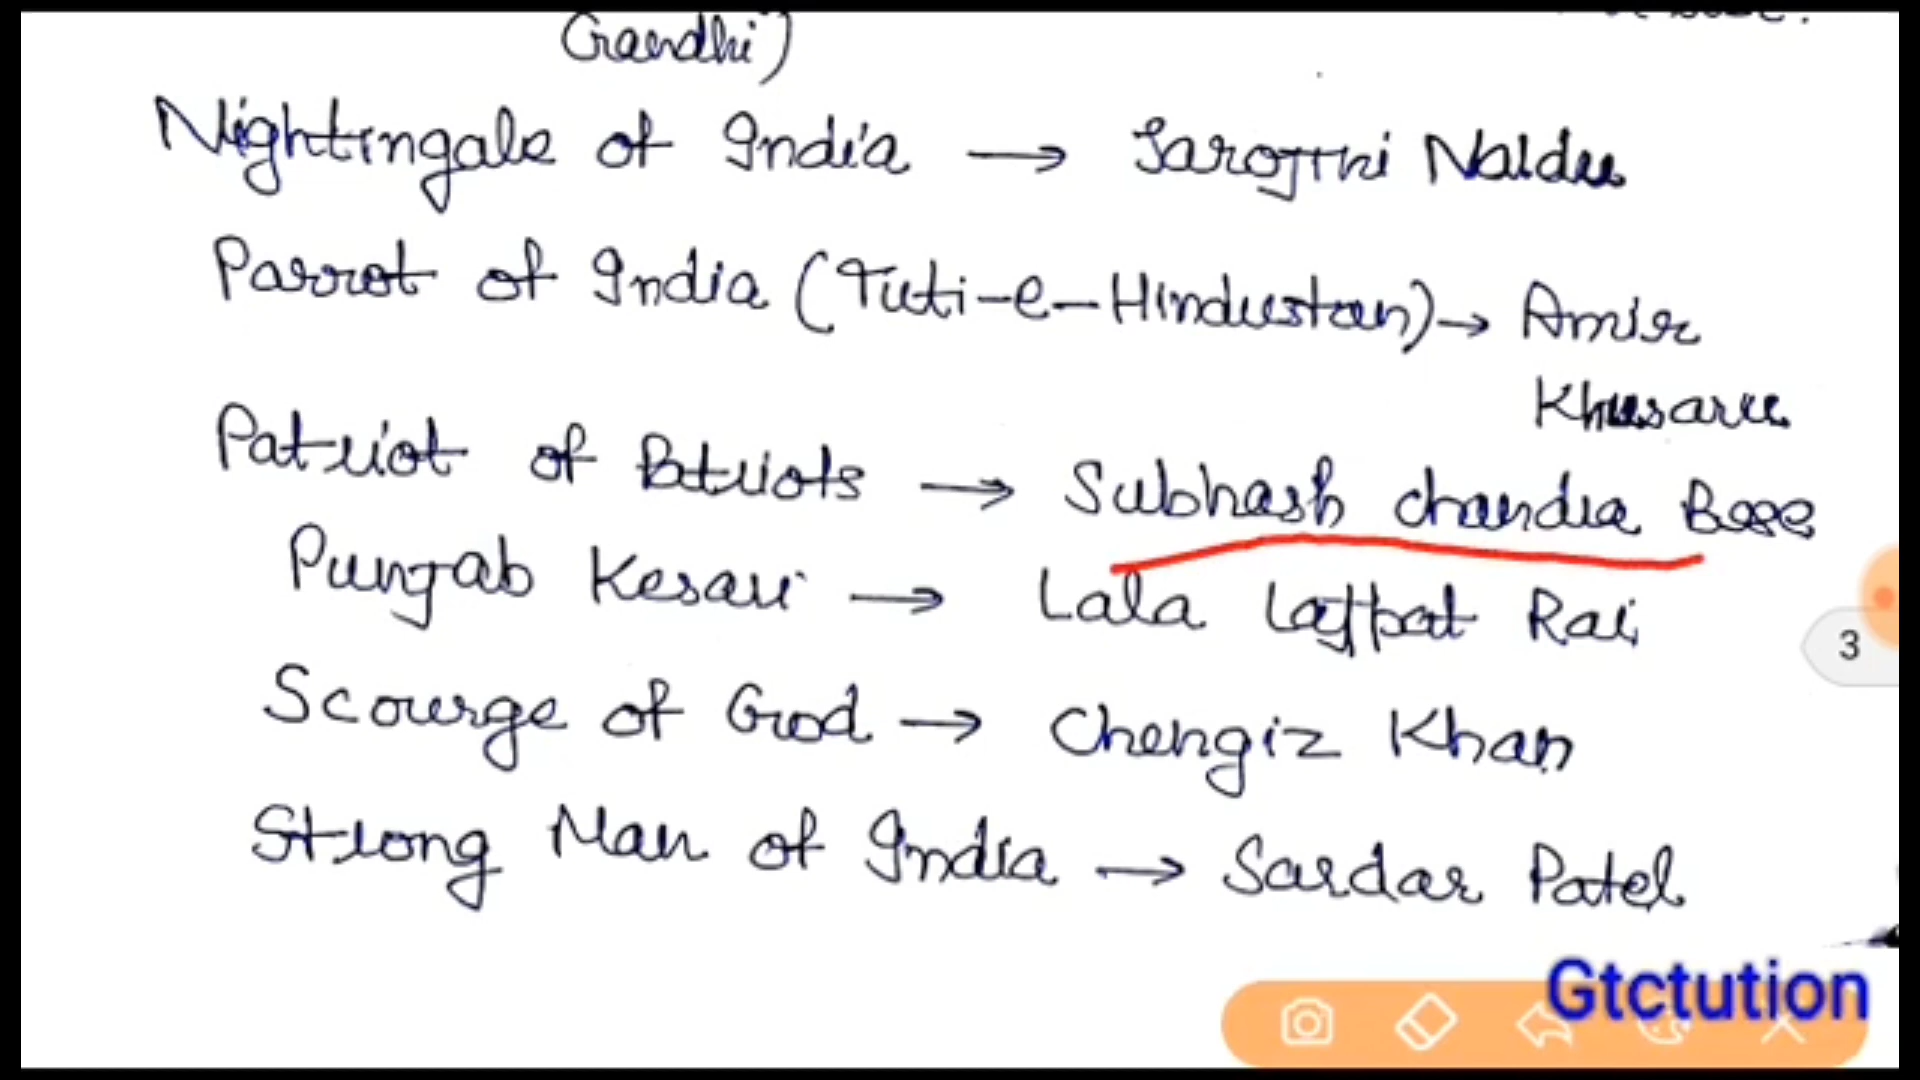 Gandhi)
Nightingale of India → Sarojini Naidu
Parrot of India (Tuti-e-Hindustan) → Amir
Khusaru
Patriot of Patriots → Subhash Chandra Bose
Punjab Kesari → Lala Lajpat Rai
Scourge of God → Chengiz Khan
Strong Man of India → Sardar Patel
3
Gtctution